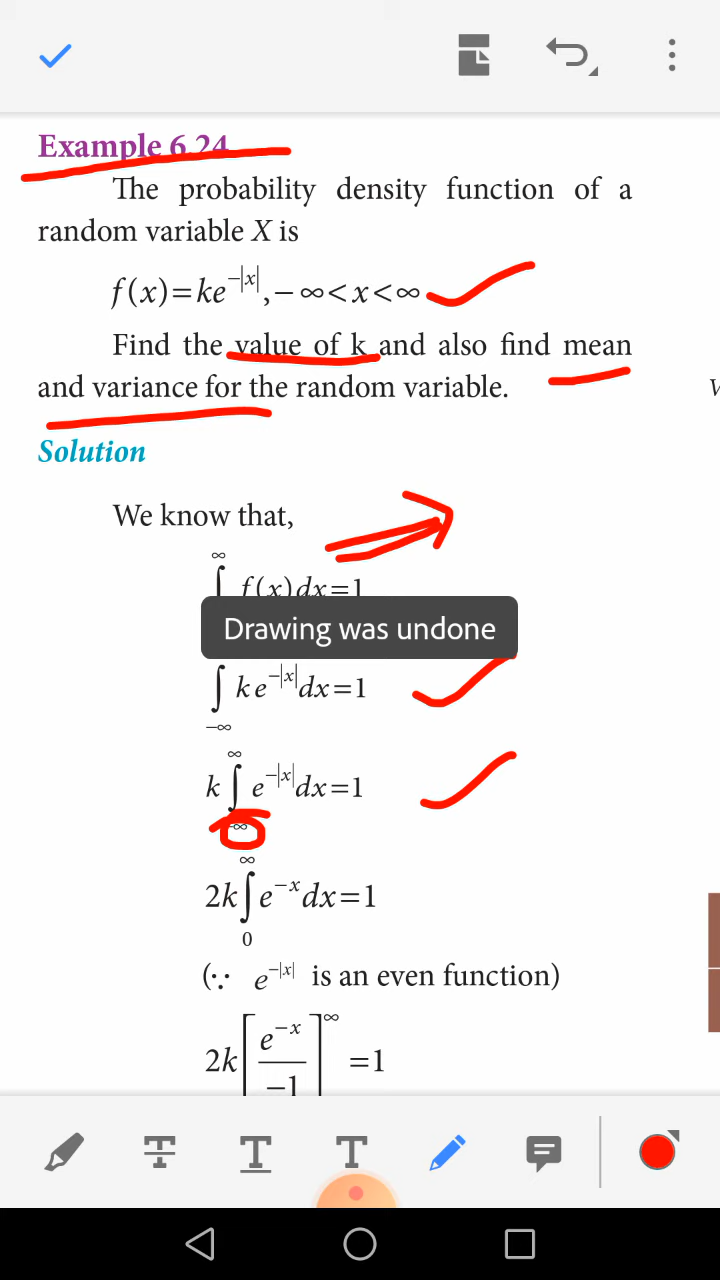 Example 6.24
The probability density function of a
random variable X is
f(x)=ke^{-|x|}, -∞<x<∞
Find the value of k and also find mean
and variance for the random variable.
Solution
We know that,
∞
∫ f(x)dx=1
Drawing was undone
∫ ke^{-|x|}dx=1
-∞
∞
k∫ e^{-|x|}dx=1
-∞
∞
2k∫ e^{-x}dx=1
0
(∵ e^{-|x|} is an even function)
2k[e^{-x}/-1]^∞ =1
T T T